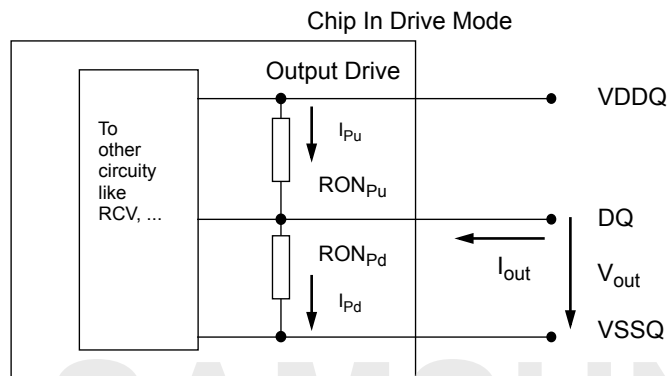 Chip In Drive Mode
Output Drive
VDDQ
To
other
circuity
like
RCV, ...
I_Pu
RON_Pu
DQ
RON_Pd
I_out
V_out
I_Pd
VSSQ